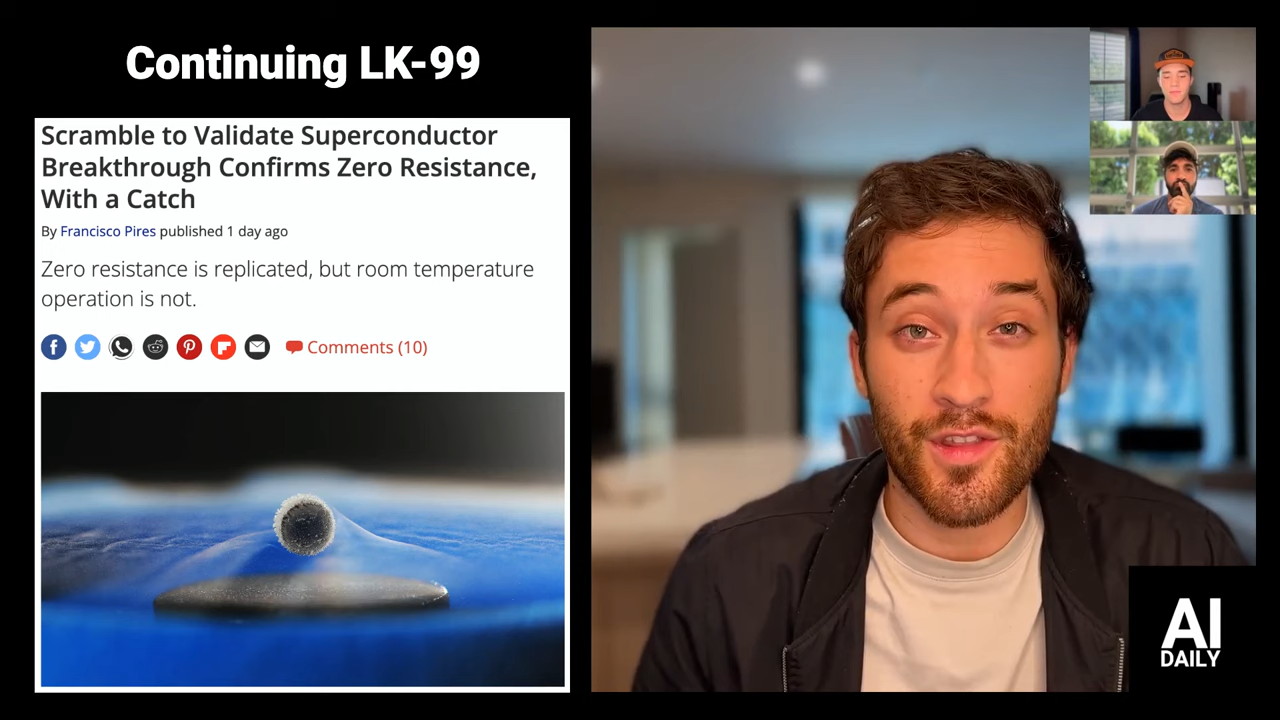 Continuing LK-99
Scramble to Validate Superconductor
Breakthrough Confirms Zero Resistance,
With a Catch
By Francisco Pires published 1 day ago
Zero resistance is replicated, but room temperature
operation is not.
Comments (10)
AI
DAILY